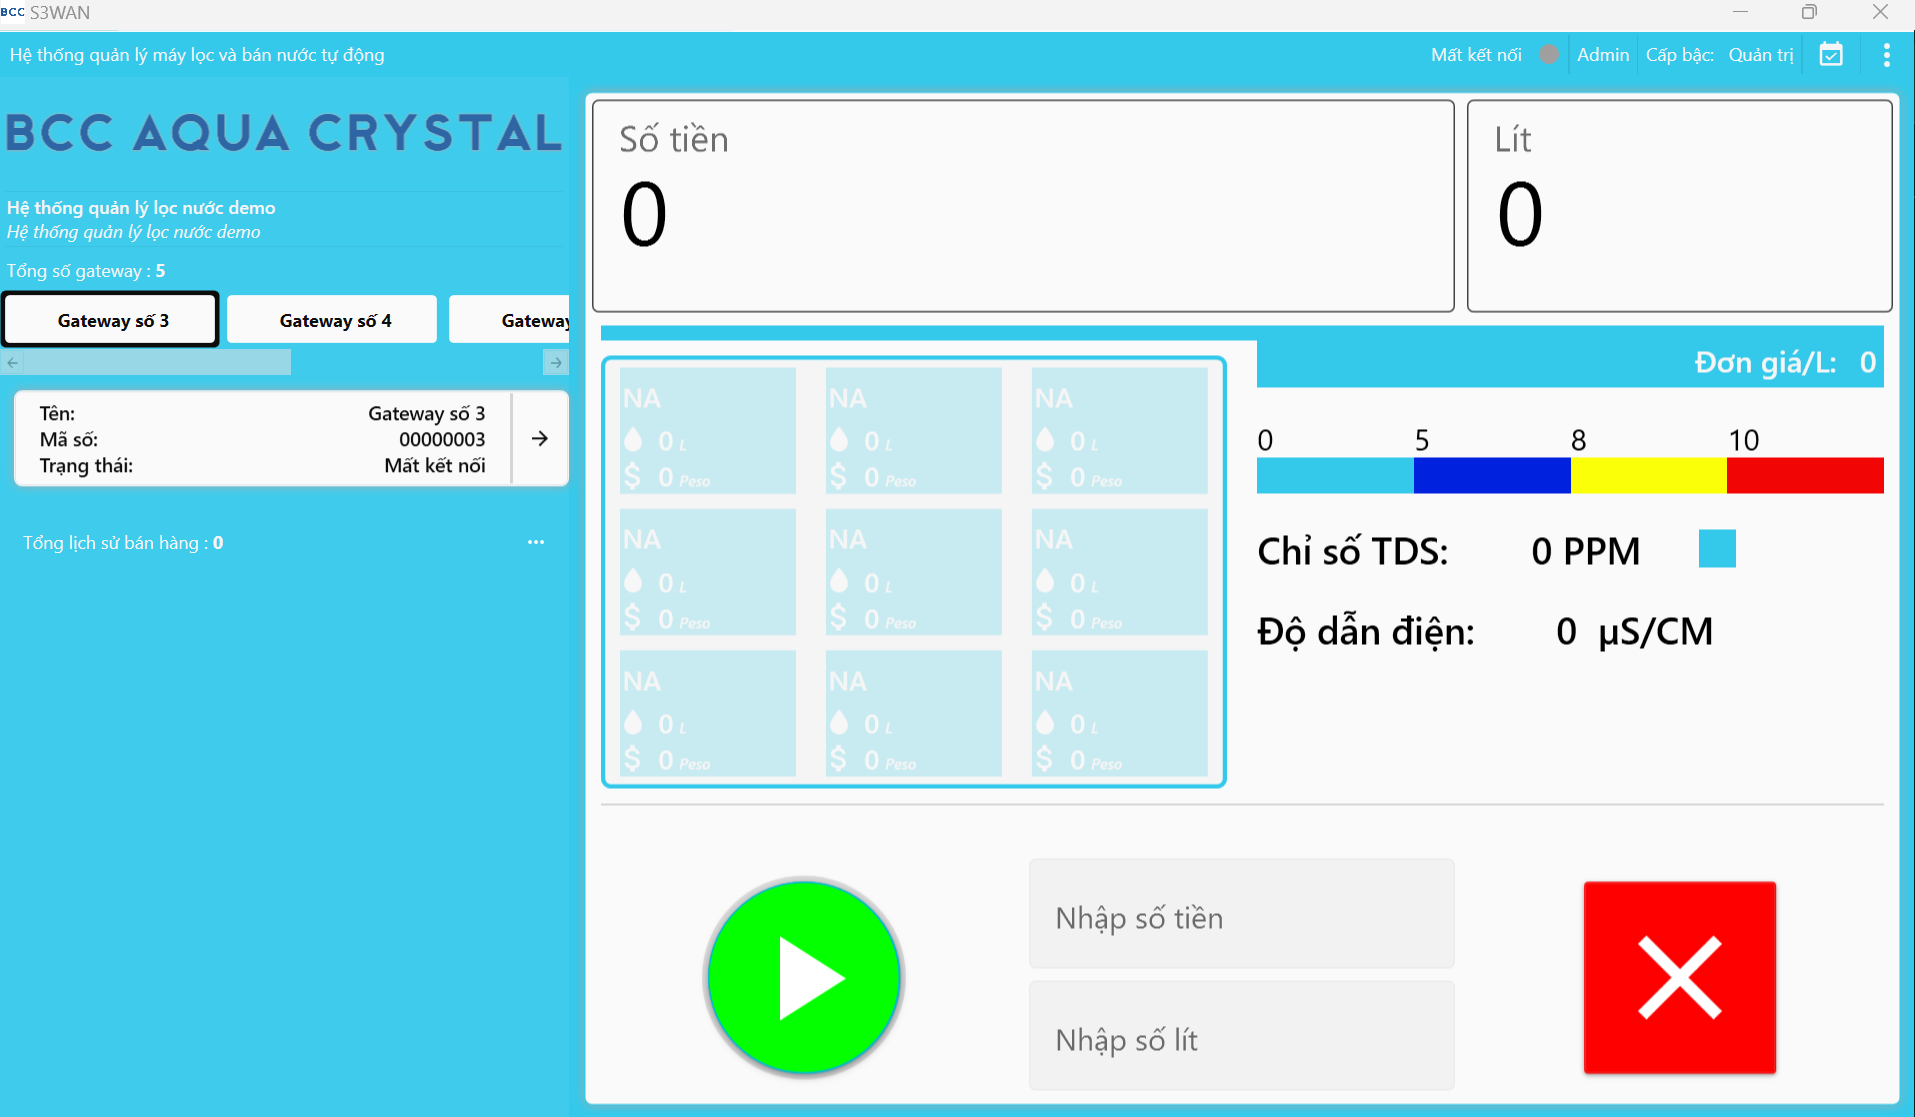 BCC S3WAN
Hệ thống quản lý máy lọc và bán nước tự động
Mất kết nối Admin Cấp bậc: Quản trị
BCC AQUA CRYSTAL
Hệ thống quản lý lọc nước demo
Hệ thống quản lý lọc nước demo
Tổng số gateway : 5
Gateway số 3 Gateway số 4 Gateway
Tên: Gateway số 3
Mã số: 00000003
Trạng thái: Mất kết nối
Tổng lịch sử bán hàng : 0 ...
Số tiền
0
Lít
0
Đơn giá/L: 0
NA NA NA
0 L 0 L 0 L
$ 0 Peso $ 0 Peso $ 0 Peso
NA NA NA
0 L 0 L 0 L
$ 0 Peso $ 0 Peso $ 0 Peso
NA NA NA
0 L 0 L 0 L
$ 0 Peso $ 0 Peso $ 0 Peso
0 5 8 10
Chỉ số TDS: 0 PPM
Độ dẫn điện: 0 µS/CM
Nhập số tiền
Nhập số lít